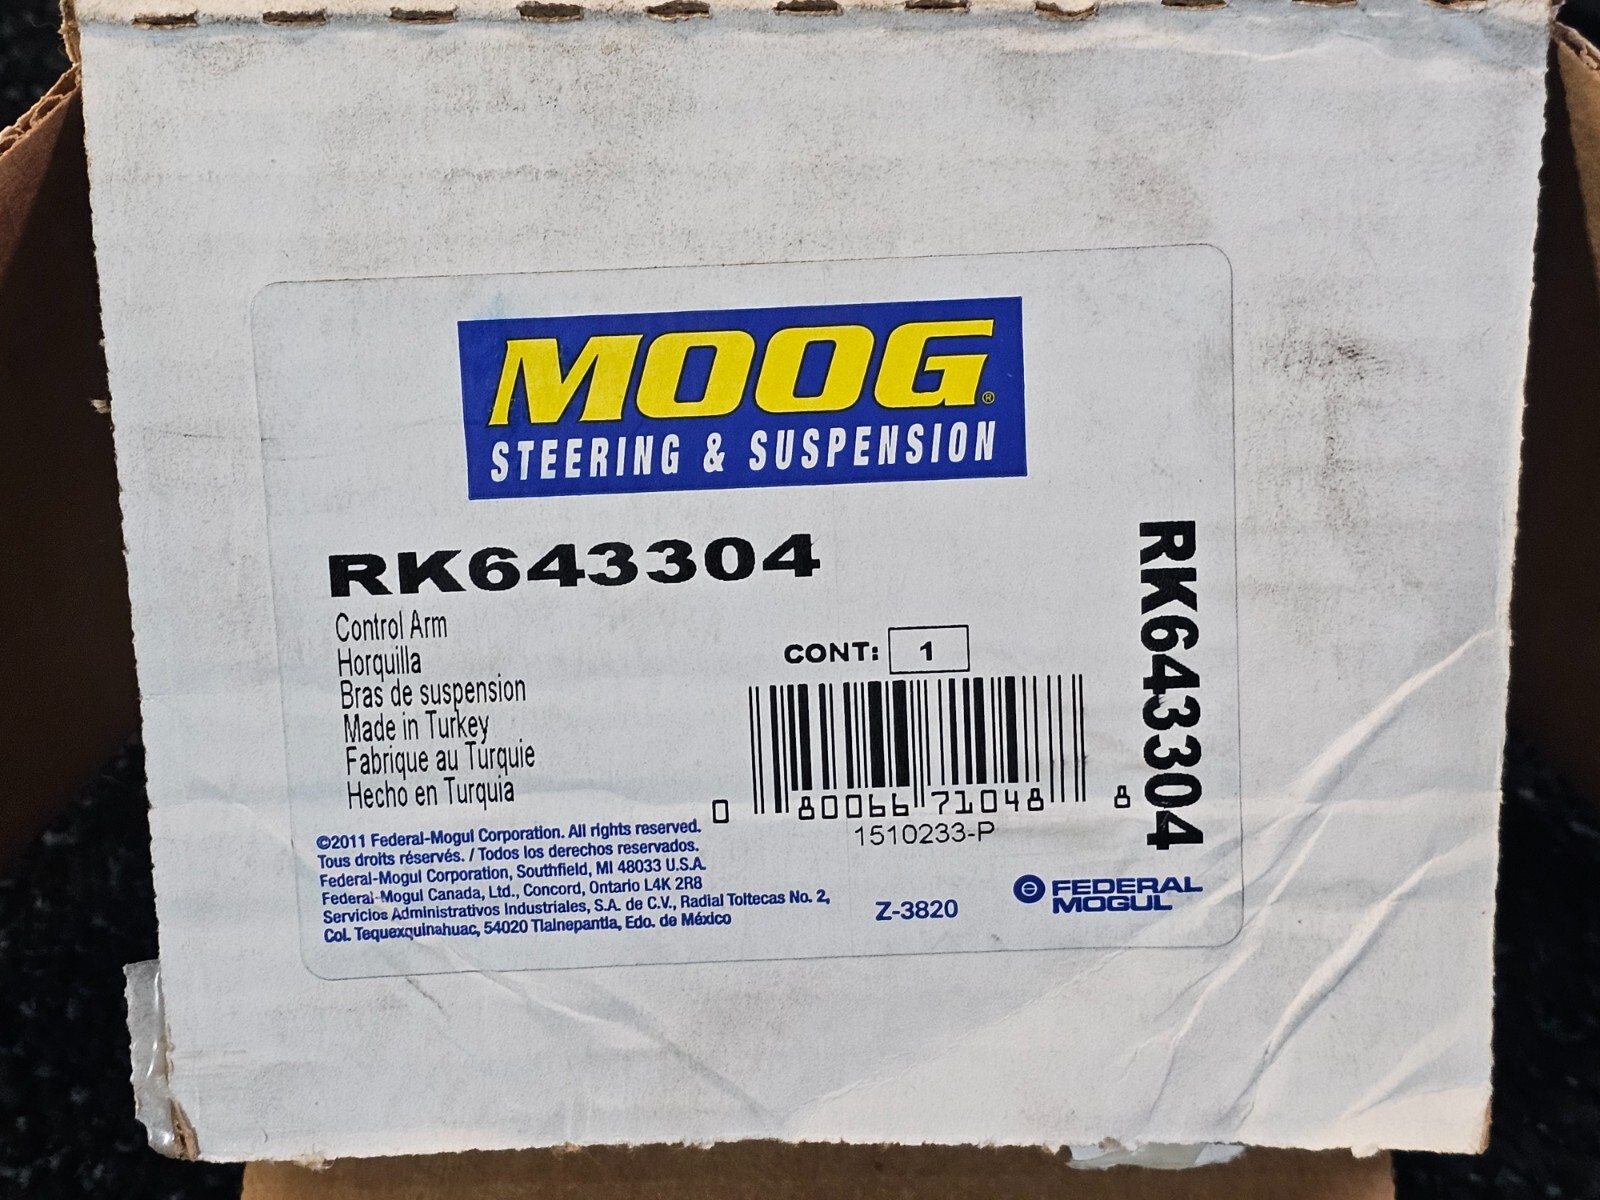 MOOG®
STEERING & SUSPENSION
RK643304
Control Arm
Horquilla
Bras de suspension
Made in Turkey
Fabrique au Turquie
Hecho en Turquia
CONT: 1
0 80066 71048 8
1510233-P
RK643304
©2011 Federal-Mogul Corporation. All rights reserved.
Tous droits réservés. / Todos los derechos reservados.
Federal-Mogul Corporation, Southfield, MI 48033 U.S.A.
Federal-Mogul Canada, Ltd., Concord, Ontario L4K 2R8
Servicios Administrativos Industriales, S.A. de C.V., Radial Toltecas No. 2,
Col. Tequexquinahuac, 54020 Tlalnepantla, Edo. de México
Z-3820
FEDERAL
MOGUL